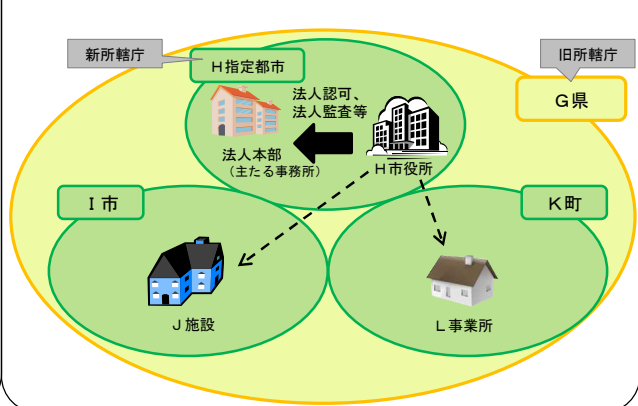 新所轄庁
旧所轄庁
H指定都市
G県
法人認可、
法人監査等
法人本部
（主たる事務所）
H市役所
I市
K町
J施設
L事業所